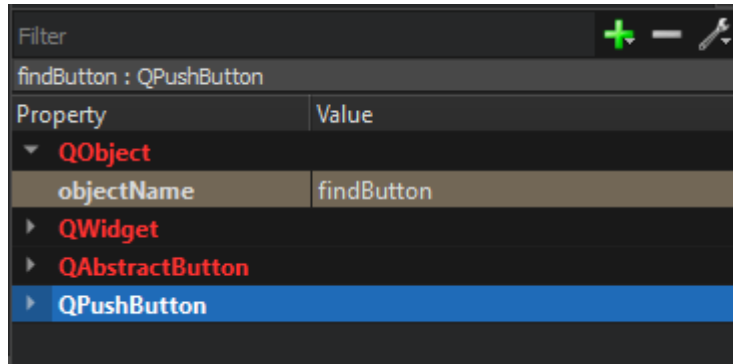 Filter
findButton : QPushButton
Property Value
QObject
objectName findButton
QWidget
QAbstractButton
QPushButton